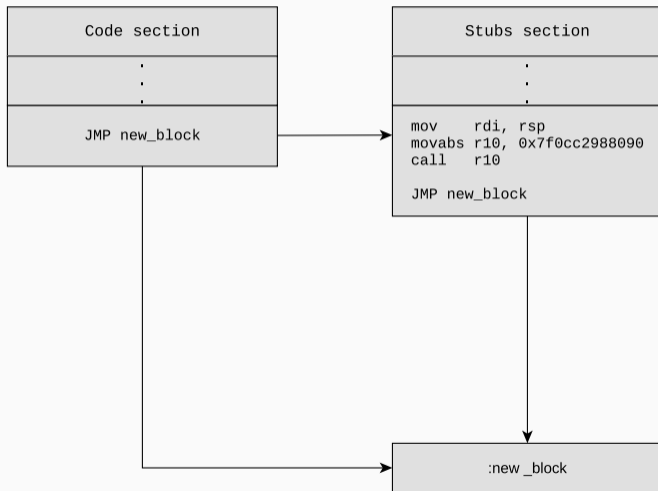 Code section
.
.
.
JMP new_block
Stubs section
.
.
.
mov    rdi, rsp
movabs r10, 0x7f0cc2988090
call   r10
JMP new_block
:new _block